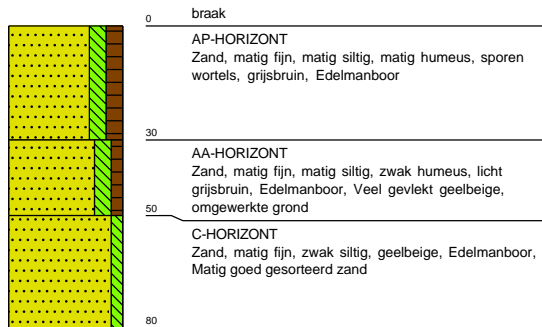 0
braak
AP-HORIZONT
Zand, matig fijn, matig siltig, matig humeus, sporen
wortels, grijsbruin, Edelmanboor
30
AA-HORIZONT
Zand, matig fijn, matig siltig, zwak humeus, licht
grijsbruin, Edelmanboor, Veel gevlekt geelbeige,
omgewerkte grond
50
C-HORIZONT
Zand, matig fijn, zwak siltig, geelbeige, Edelmanboor,
Matig goed gesorteerd zand
80